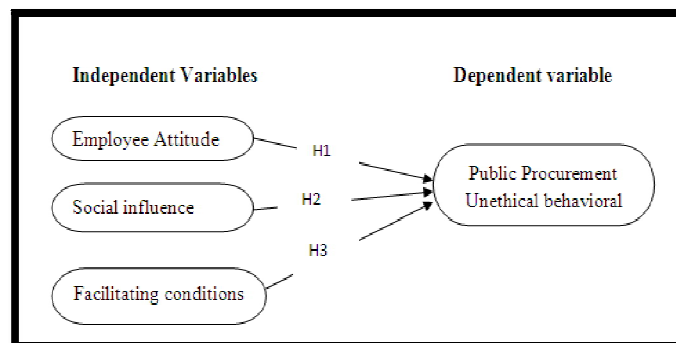 Independent Variables
Dependent variable
Employee Attitude
H1
Public Procurement
Unethical behavioral
Social influence
H2
H3
Facilitating conditions